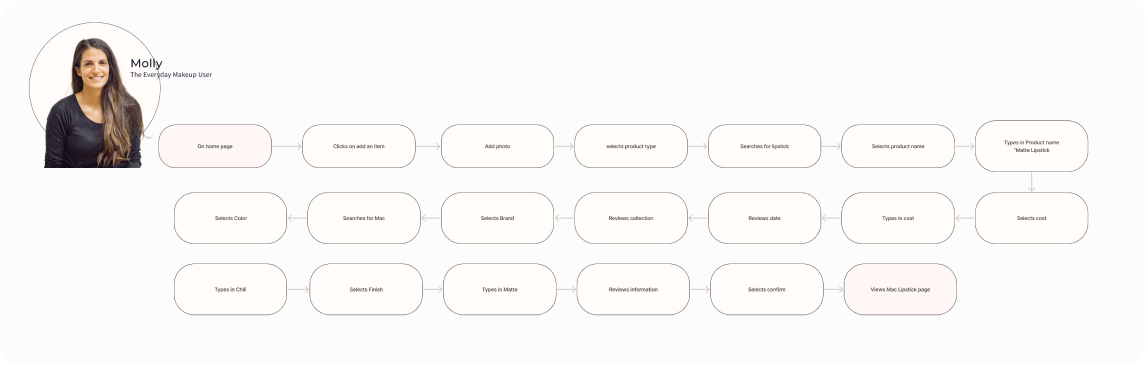 Molly
The Everyday Makeup User
On home page
Clicks on add an item
Add photo
selects product type
Searches for lipstick
Selects product name
Types in Product name
"Matte Lipstick
Selects cost
Types in cost
Reviews date
Reviews collection
Selects Brand
Searches for Mac
Selects Color
Types in Chili
Selects Finish
Types in Matte
Reviews information
Selects confirm
Views Mac Lipstick page